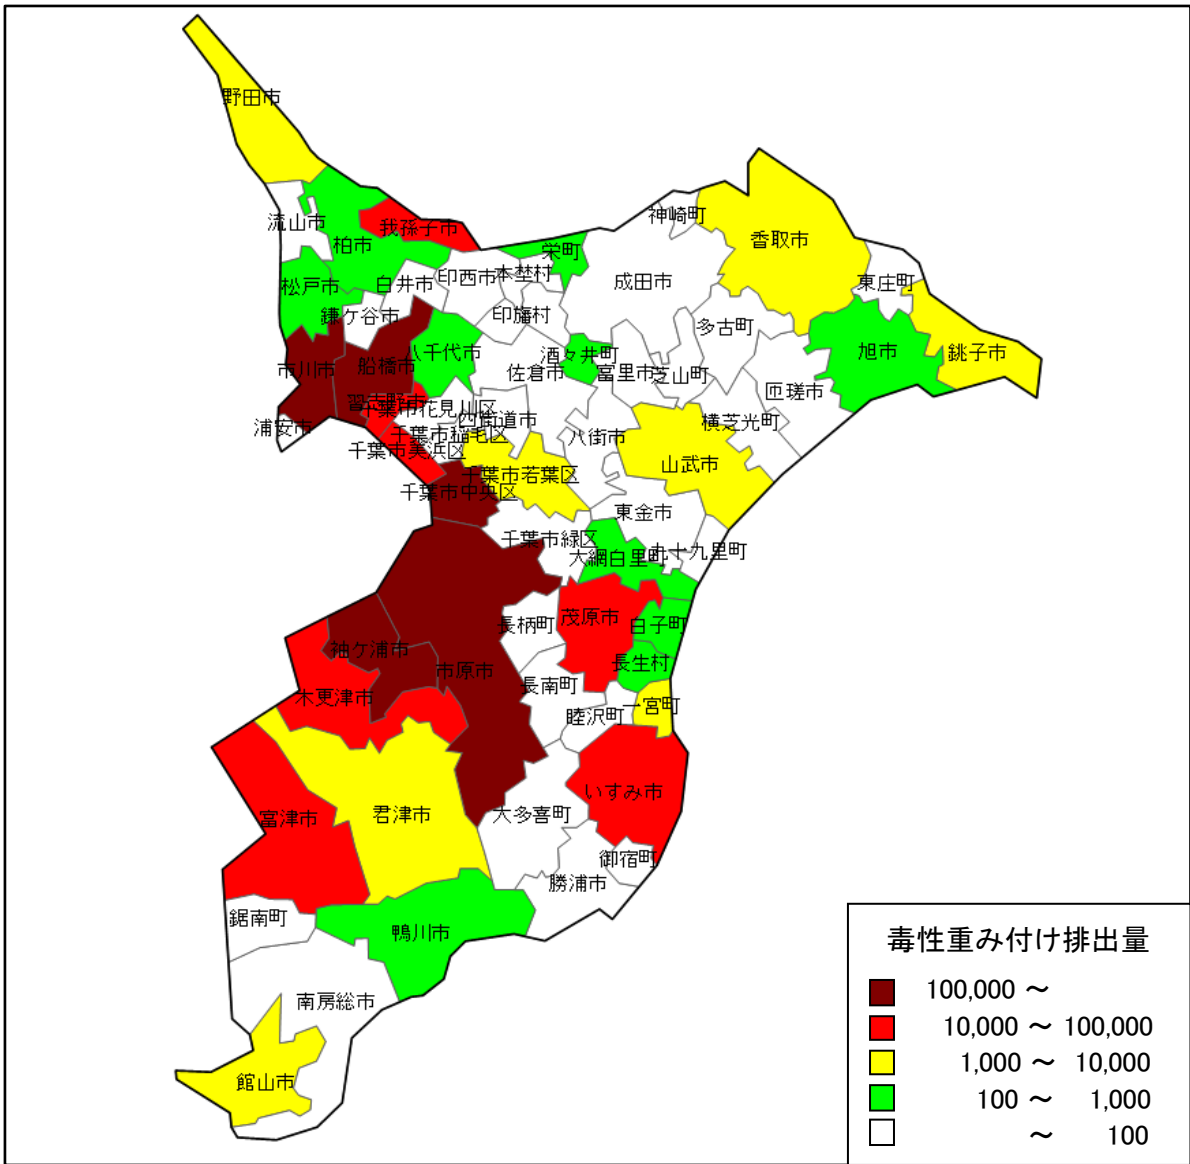 野田市
流山市
柏市
我孫子市
松戸市
鎌ケ谷市
白井市
印西市
本埜村
栄町
印旛村
成田市
神崎町
香取市
東庄町
銚子市
旭市
多古町
匝瑳市
横芝光町
芝山町
富里市
酒々井町
佐倉市
八千代市
船橋市
市川市
浦安市
習志野市
千葉市花見川区
四街道市
千葉市稲毛区
千葉市美浜区
千葉市若葉区
千葉市中央区
八街市
山武市
東金市
千葉市緑区
大網白里町
九十九里町
茂原市
白子町
長柄町
長生村
長南町
一宮町
睦沢町
袖ケ浦市
市原市
木更津市
いすみ市
大多喜町
君津市
富津市
御宿町
勝浦市
鋸南町
鴨川市
南房総市
館山市
毒性重み付け排出量
100,000 ～
10,000 ～ 100,000
1,000 ～ 10,000
100 ～ 1,000
～ 100